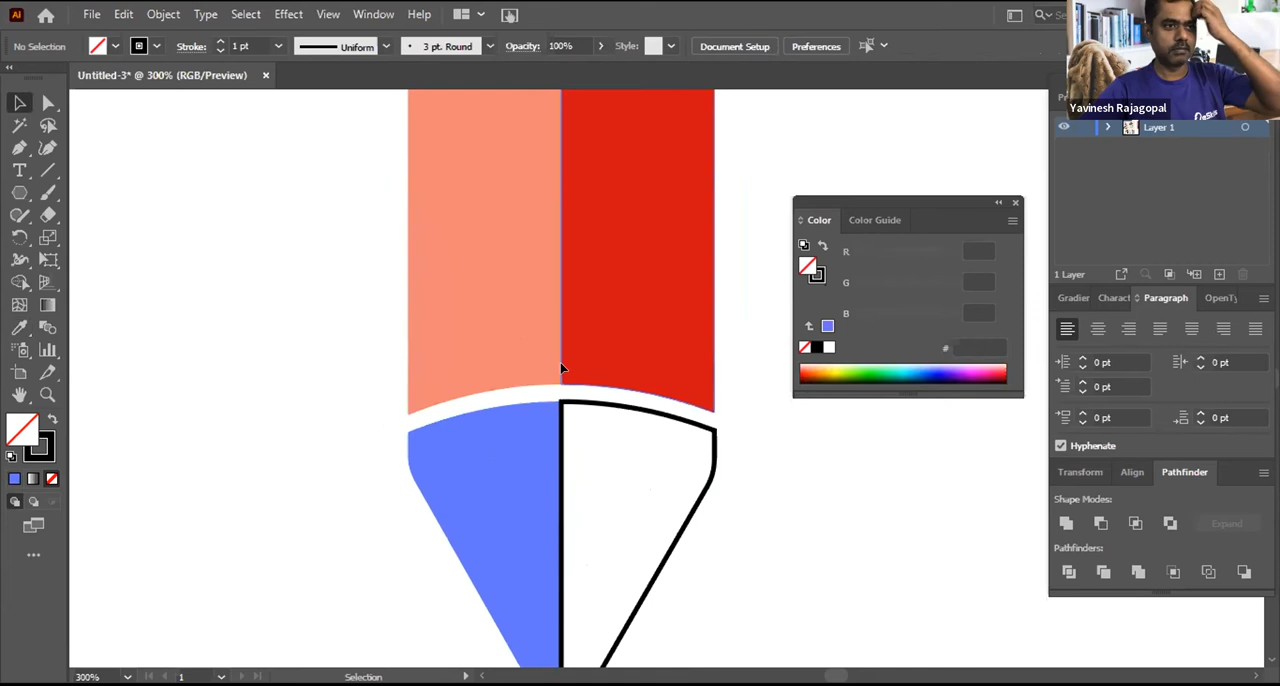 Ai File Edit Object Type Select Effect View Window Help
Yavinesh Rajagopal
No Selection Stroke: 1 pt Uniform 3 pt. Round Opacity: 100% Style: Document Setup Preferences
Untitled-3* @ 300% (RGB/Preview)
Layer 1
Color Color Guide
R
G
B
#
1 Layer
Gradier Charact Paragraph OpenTy
0 pt 0 pt
0 pt
0 pt 0 pt
Hyphenate
Transform Align Pathfinder
Shape Modes:
Expand
Pathfinders:
300% 1 Selection